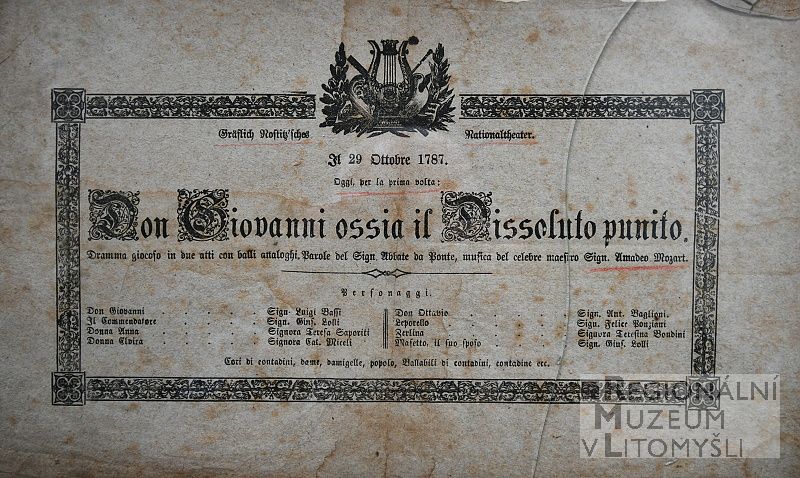 Gräflich Nostitz'sches Nationaltheater.
Il 29 Ottobre 1787.
Oggi, per la prima volta:
Don Giovanni ossia il Dissoluto punito.
Dramma giocoso in due atti con balli analoghi. Parole del Sign. Abbate da Ponte, musica del celebre maestro Sign. Amadeo Mozart.
Personaggi.
Don Giovanni . . . . Sign. Luigi Bassi
Il Commendatore . . . . Sign. Gius. Lolli
Donna Anna . . . . Signora Teresa Saporiti
Donna Elvira . . . . Signora Cat. Miceli
Don Ottavio . . . . Sign. Ant. Baglioni.
Leporello . . . . Sign. Felice Ponziani
Zerlina . . . . Signora Teresina Bondini
Masetto, il suo sposo . . . . Sign. Gius. Lolli
Cori di contadini, dame, damigelle, popolo, Ballabili di contadini, contadine etc.
REGIONÁLNÍ
MUZEUM
V LITOMYŠLI